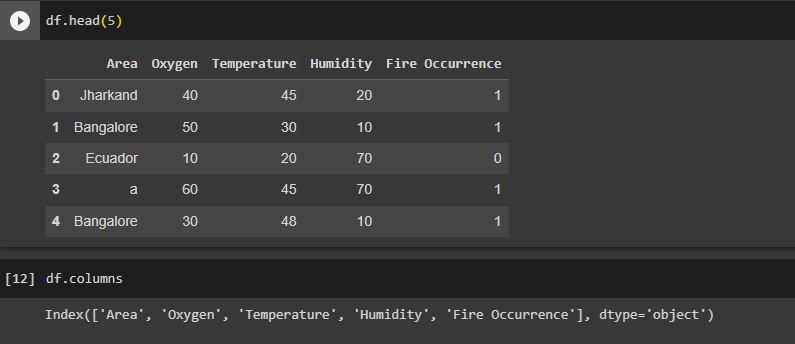 df.head(5)
Area Oxygen Temperature Humidity Fire Occurrence
0 Jharkand 40 45 20 1
1 Bangalore 50 30 10 1
2 Ecuador 10 20 70 0
3 a 60 45 70 1
4 Bangalore 30 48 10 1
[12] df.columns
Index(['Area', 'Oxygen', 'Temperature', 'Humidity', 'Fire Occurrence'], dtype='object')